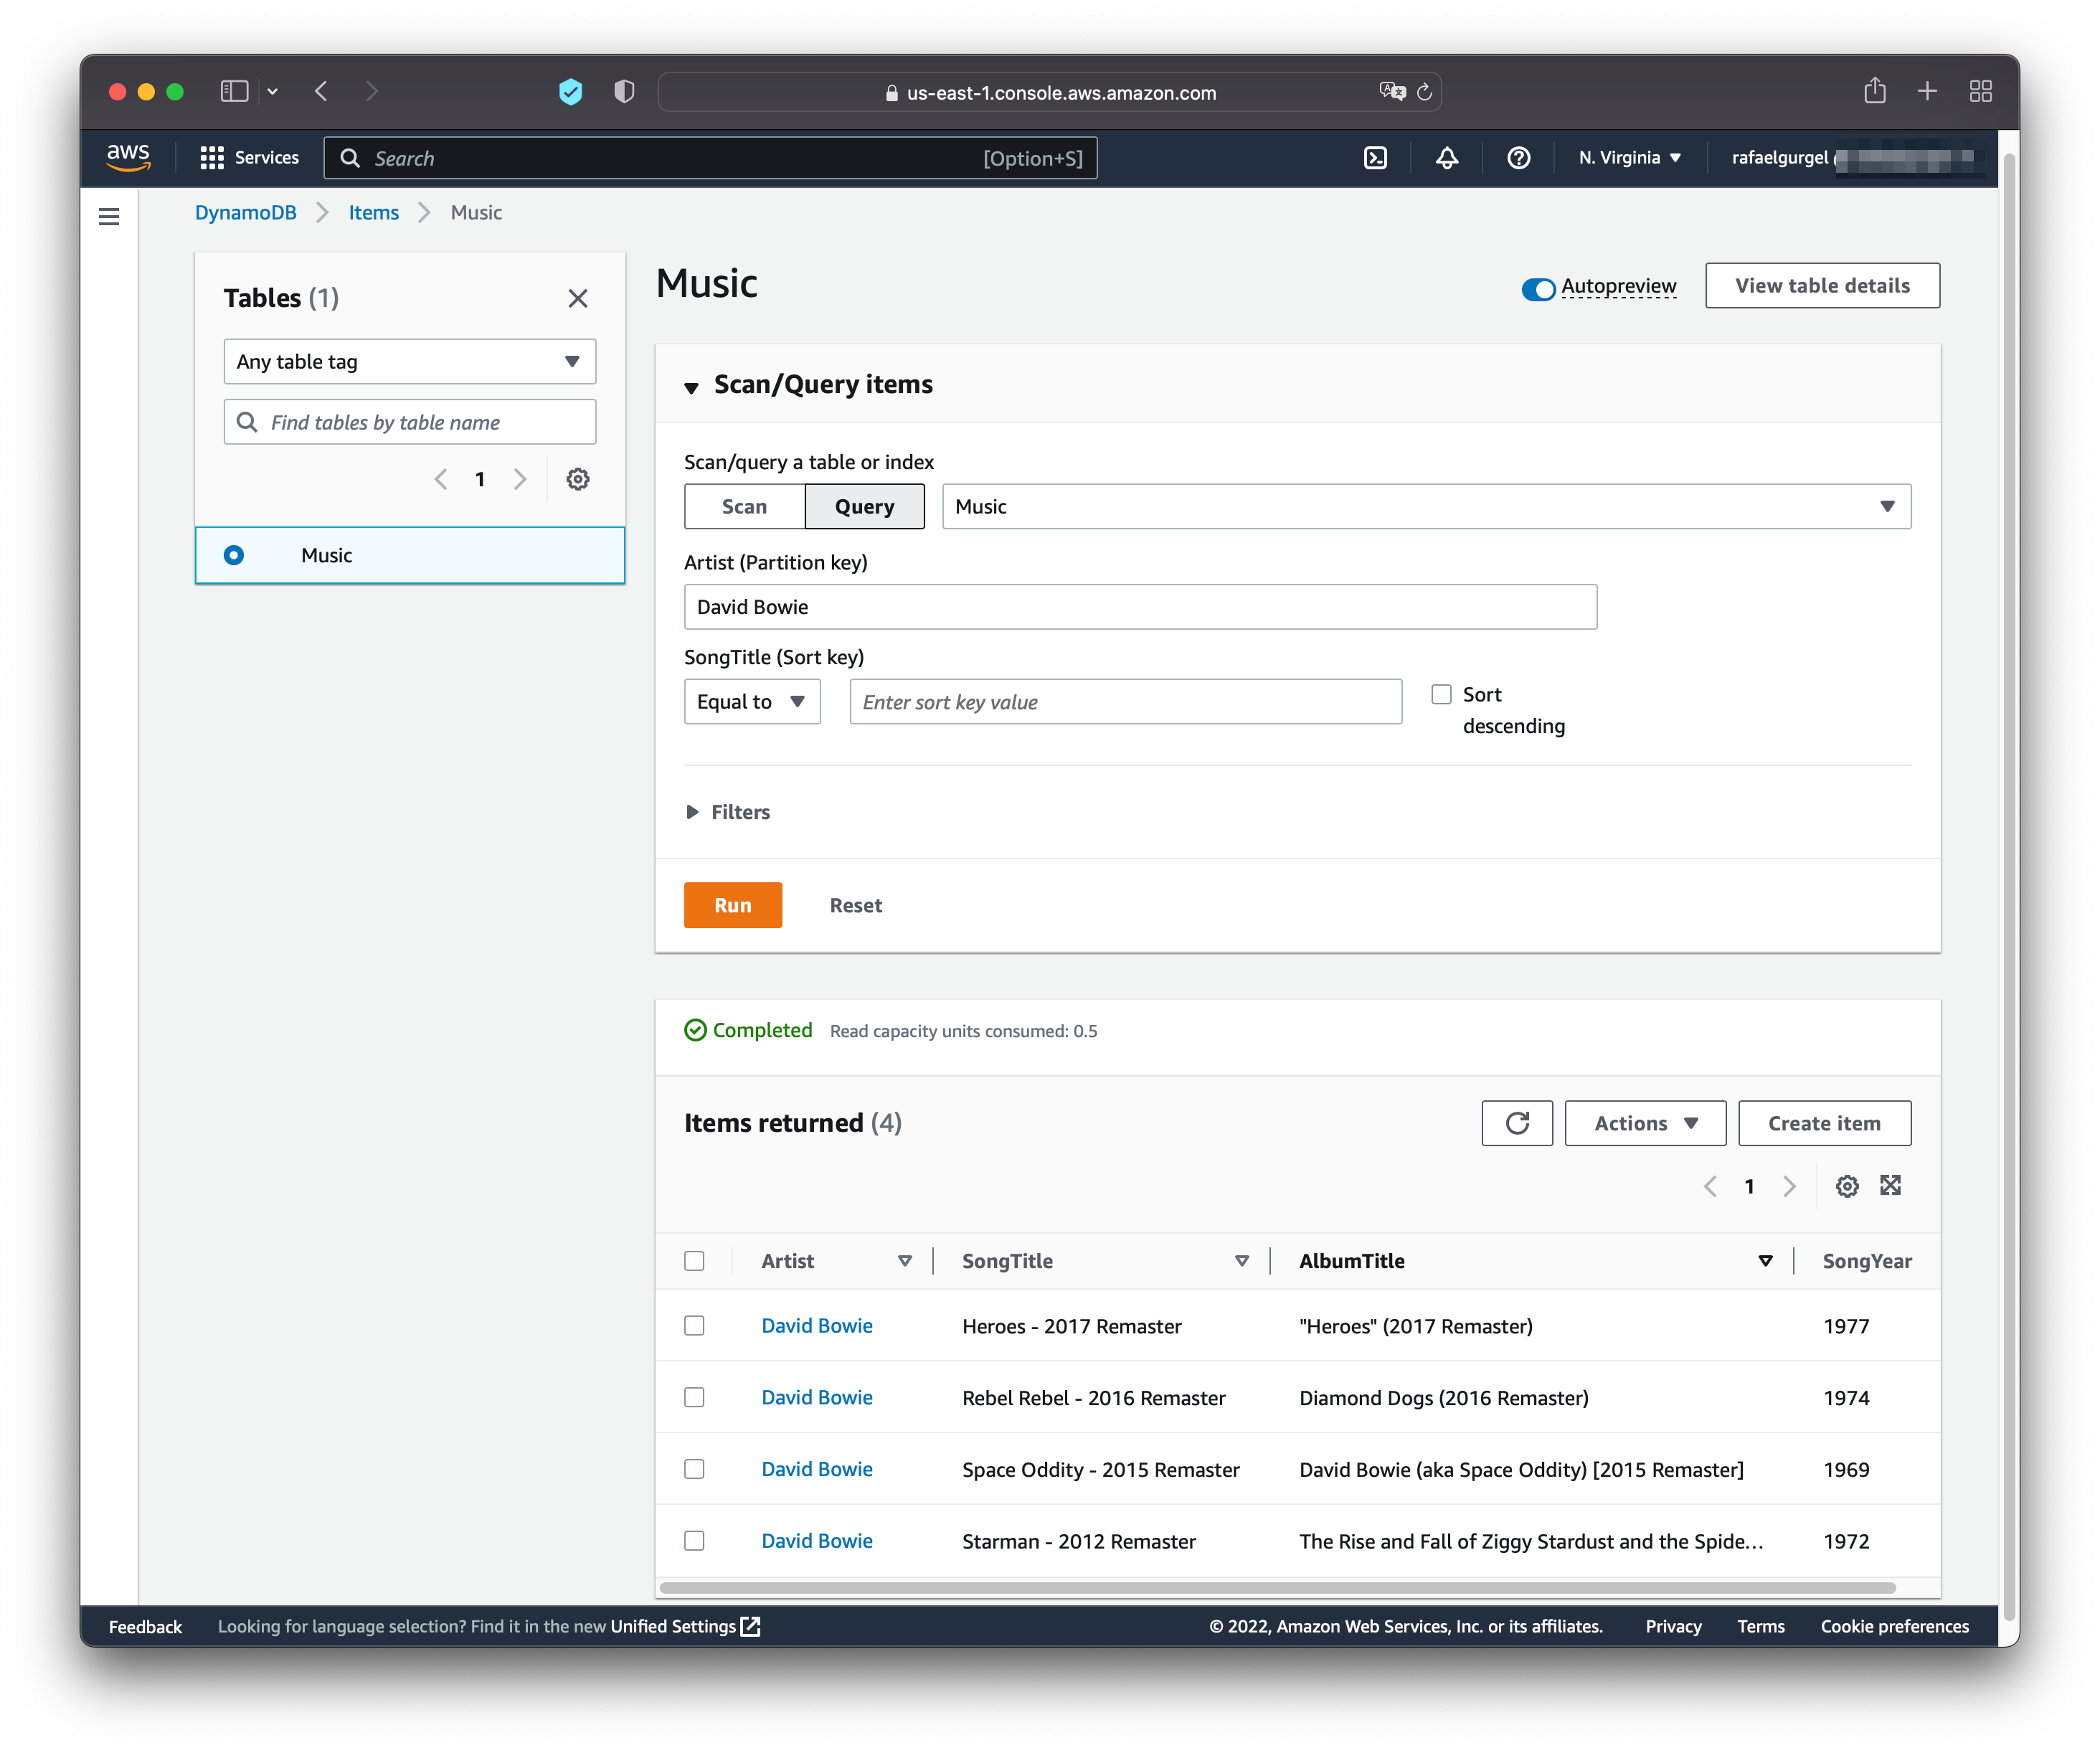 us-east-1.console.aws.amazon.com
aws
Services
Search
[Option+S]
N. Virginia
rafaelgurgel
DynamoDB
Items
Music
Tables (1)
Any table tag
Find tables by table name
1
Music
Music
Autopreview
View table details
Scan/Query items
Scan/query a table or index
Scan
Query
Music
Artist (Partition key)
David Bowie
SongTitle (Sort key)
Equal to
Enter sort key value
Sort
descending
Filters
Run
Reset
Completed
Read capacity units consumed: 0.5
Items returned (4)
Actions
Create item
1
Artist
SongTitle
AlbumTitle
SongYear
David Bowie
Heroes - 2017 Remaster
"Heroes" (2017 Remaster)
1977
David Bowie
Rebel Rebel - 2016 Remaster
Diamond Dogs (2016 Remaster)
1974
David Bowie
Space Oddity - 2015 Remaster
David Bowie (aka Space Oddity) [2015 Remaster]
1969
David Bowie
Starman - 2012 Remaster
The Rise and Fall of Ziggy Stardust and the Spide...
1972
Feedback
Looking for language selection? Find it in the new Unified Settings
© 2022, Amazon Web Services, Inc. or its affiliates.
Privacy
Terms
Cookie preferences